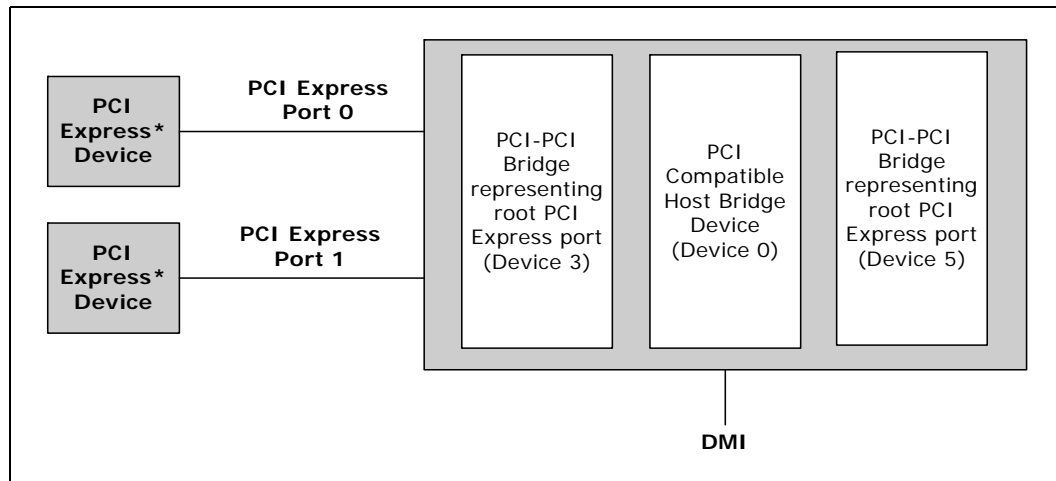 PCI
Express*
Device
PCI Express
Port 0
PCI
Express*
Device
PCI Express
Port 1
PCI-PCI
Bridge
representing
root PCI
Express port
(Device 3)
PCI
Compatible
Host Bridge
Device
(Device 0)
PCI-PCI
Bridge
representing
root PCI
Express port
(Device 5)
DMI